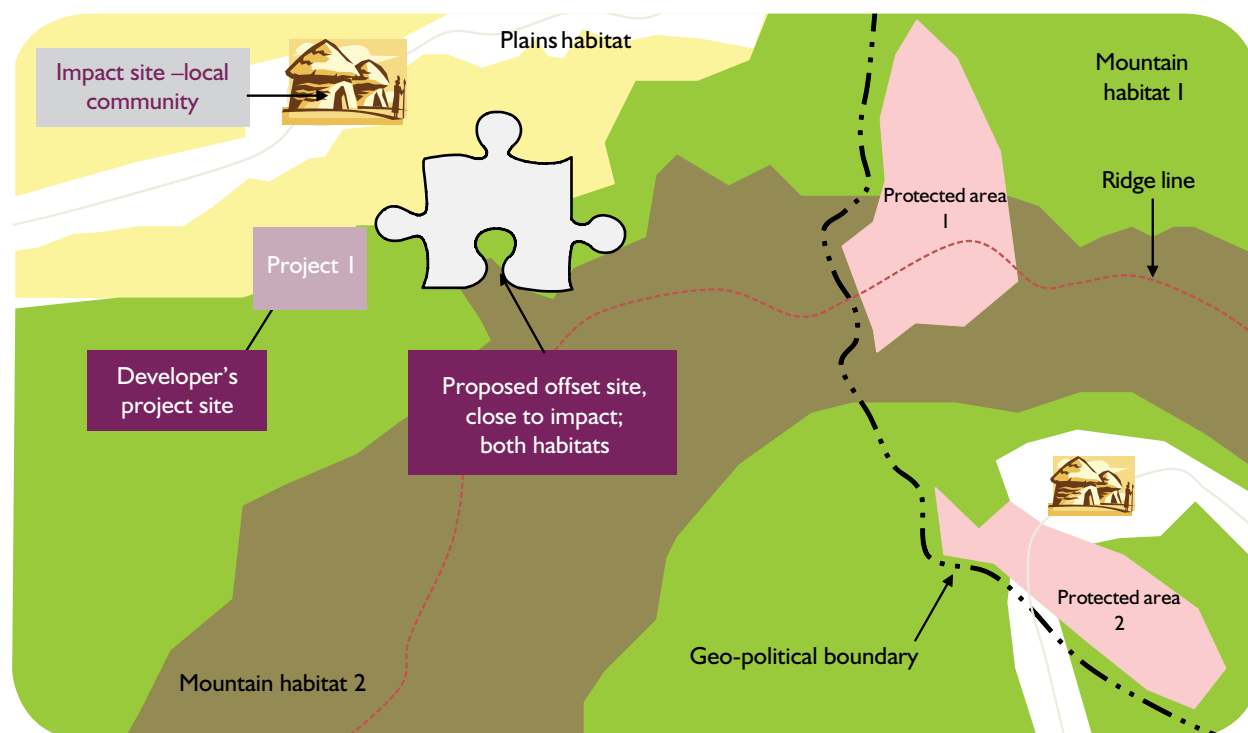 Plains habitat
Impact site –local
community
Mountain
habitat 1
Ridge line
Protected area
1
Project 1
Developer's
project site
Proposed offset site,
close to impact;
both habitats
Protected area
2
Geo-political boundary
Mountain habitat 2